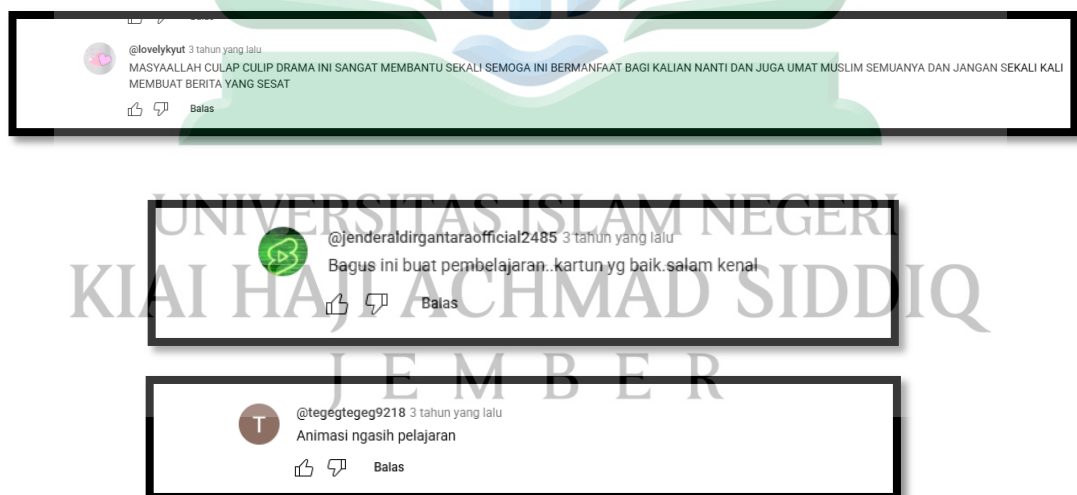 @lovelykyut 3 tahun yang lalu
MASYAALLAH CULAP CULIP DRAMA INI SANGAT MEMBANTU SEKALI SEMOGA INI BERMANFAAT BAGI KALIAN NANTI DAN JUGA UMAT MUSLIM SEMUANYA DAN JANGAN SEKALI KALI
MEMBUAT BERITA YANG SESAT
Balas
UNIVERSITAS ISLAM NEGERI
@jenderaldirgantaraofficial2485 3 tahun yang lalu
Bagus ini buat pembelajaran..kartun yg baik.salam kenal
KIAI HAJI ACHMAD SIDDIQ
Balas
JEMBER
@tegegtegeg9218 3 tahun yang lalu
T
Animasi ngasih pelajaran
Balas